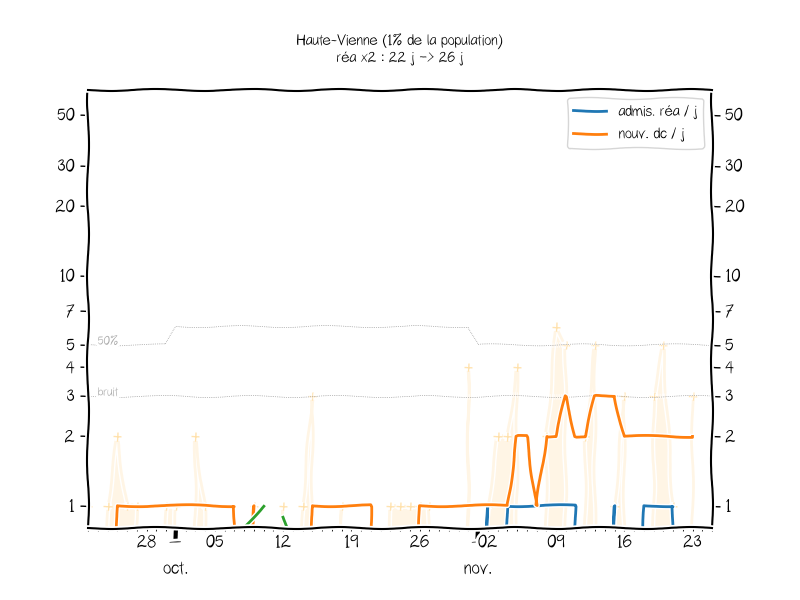 Haute-Vienne (1% de la population)
réa x2 : 22 j -> 26 j
admis. réa / j
nouv. dc / j
50 50
30 30
20 20
10 10
7 7
50%
5 5
4 4
bruit
3 3
2 2
1 1
28 05 12 19 26 02 09 16 23
oct. nov.